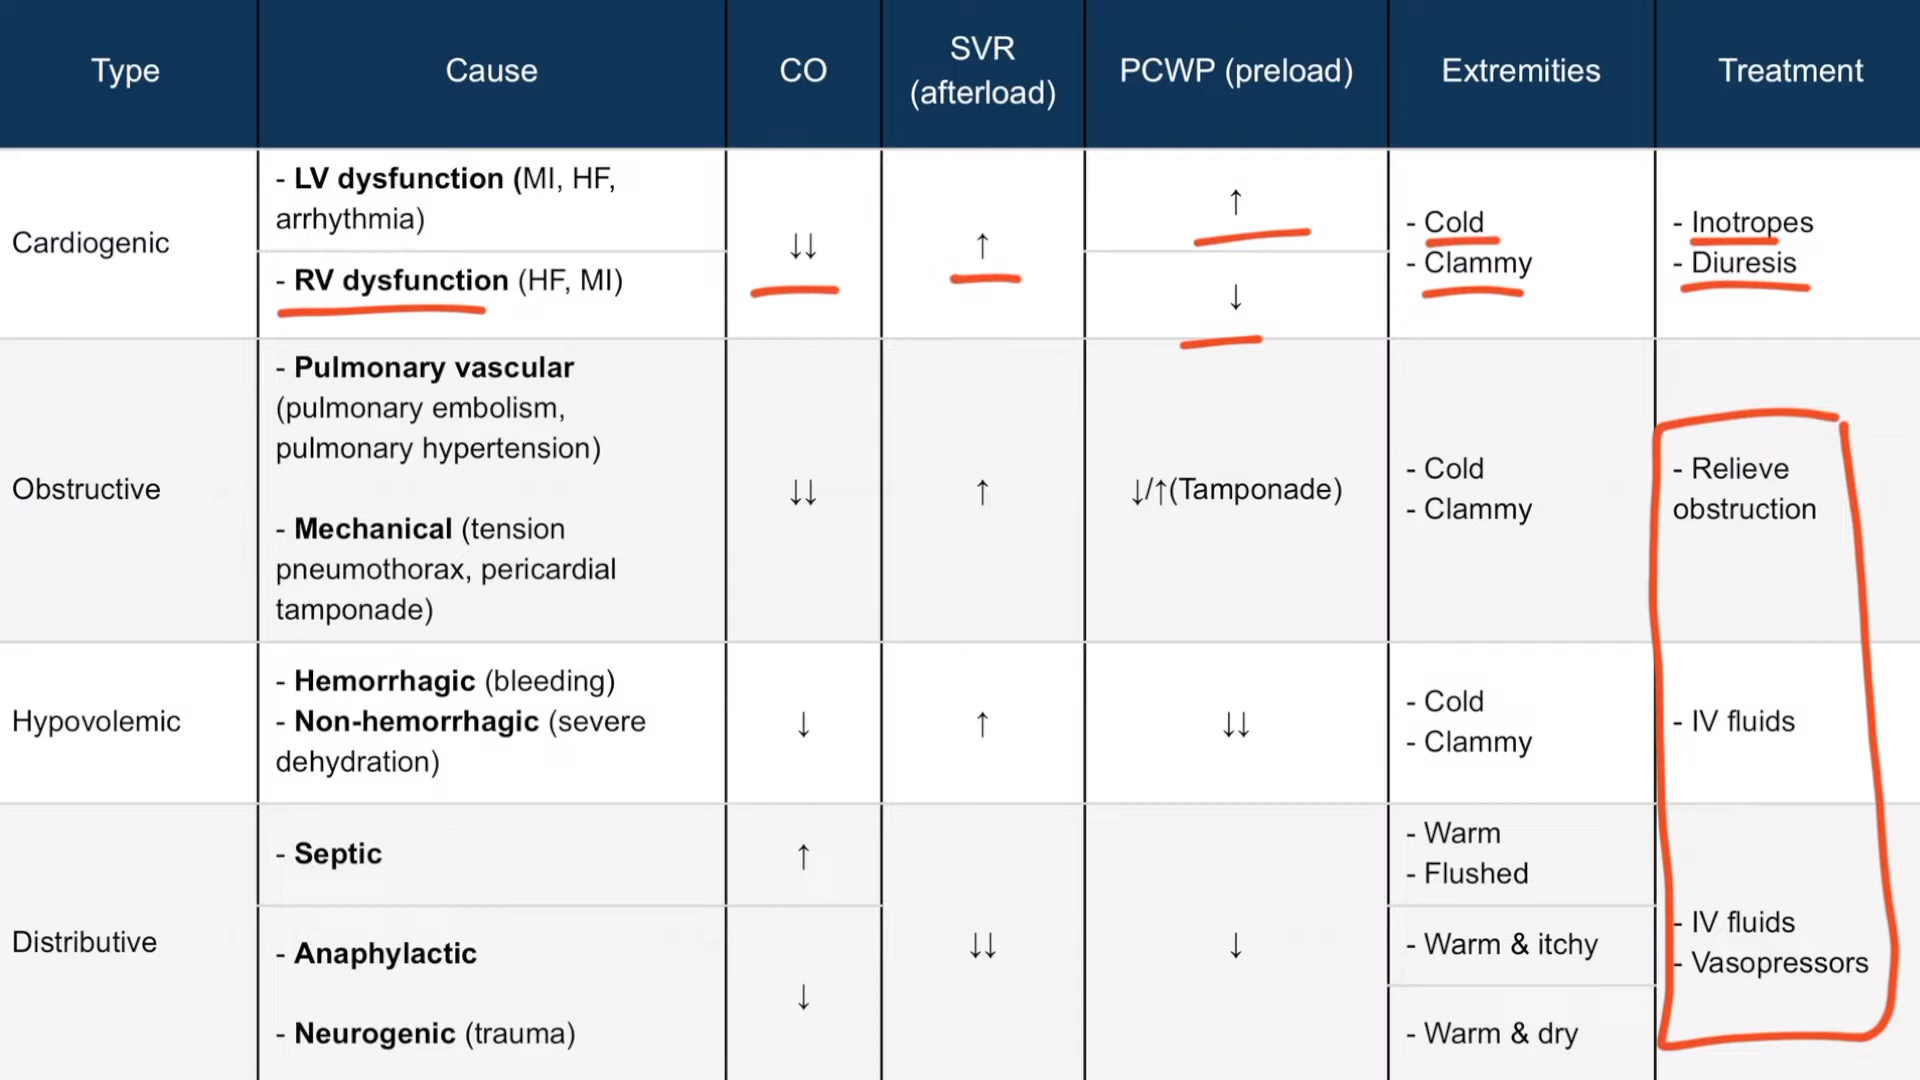 Type
Cause
CO
SVR
(afterload)
PCWP (preload)
Extremities
Treatment
Cardiogenic
- LV dysfunction (MI, HF,
arrhythmia)
- RV dysfunction (HF, MI)
↓↓
↑
↑
↓
- Cold
- Clammy
- Inotropes
- Diuresis
Obstructive
- Pulmonary vascular
(pulmonary embolism,
pulmonary hypertension)
- Mechanical (tension
pneumothorax, pericardial
tamponade)
↓↓
↑
↓/↑(Tamponade)
- Cold
- Clammy
- Relieve
obstruction
Hypovolemic
- Hemorrhagic (bleeding)
- Non-hemorrhagic (severe
dehydration)
↓
↑
↓↓
- Cold
- Clammy
- IV fluids
Distributive
- Septic
- Anaphylactic
- Neurogenic (trauma)
↑
↓
↓↓
↓
- Warm
- Flushed
- Warm & itchy
- Warm & dry
- IV fluids
- Vasopressors